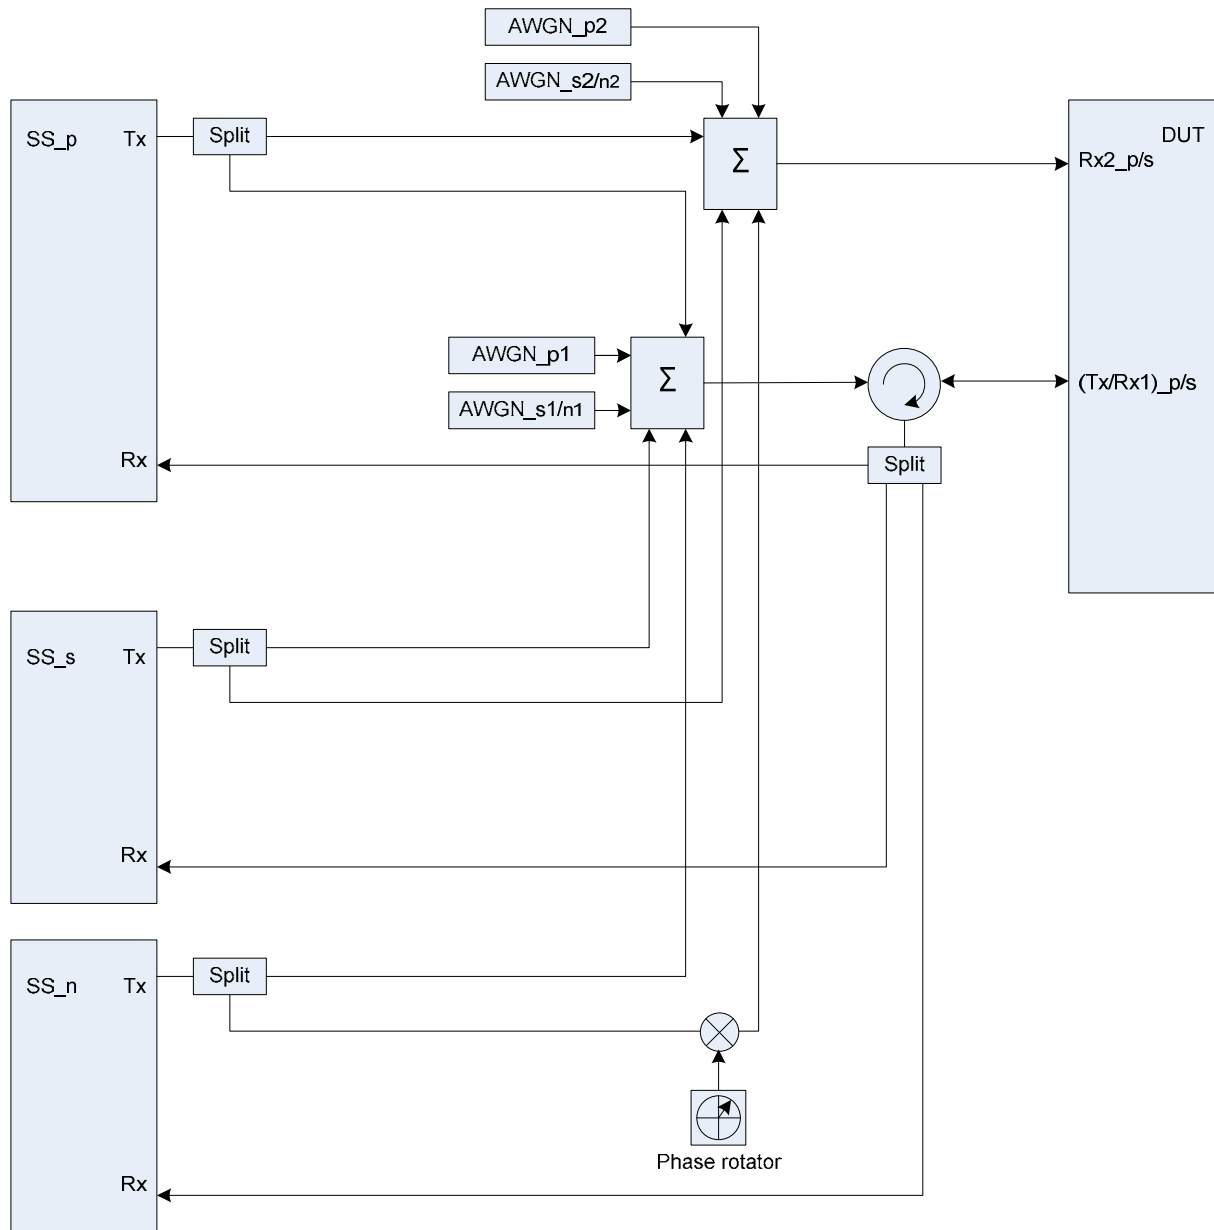 AWGN_p2
AWGN_s2/n2
SS_p
Tx
Split
Σ
DUT
Rx2_p/s
AWGN_p1
AWGN_s1/n1
Σ
(Tx/Rx1)_p/s
Rx
Split
SS_s
Tx
Split
Rx
SS_n
Tx
Split
Phase rotator
Rx